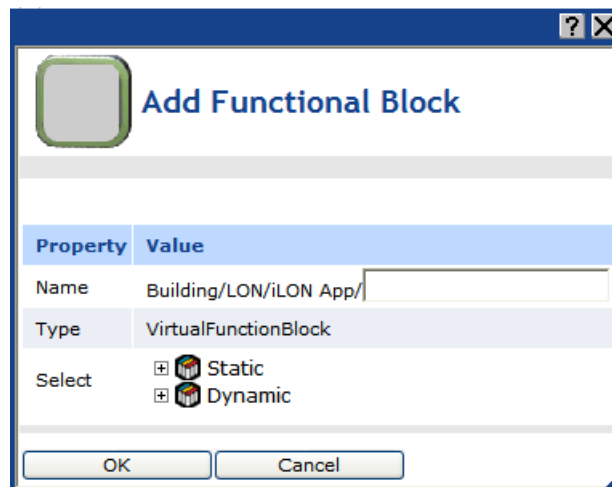 ?
Add Functional Block
Property Value
Name Building/LON/iLON App/
Type VirtualFunctionBlock
Select
Static
Dynamic
OK Cancel